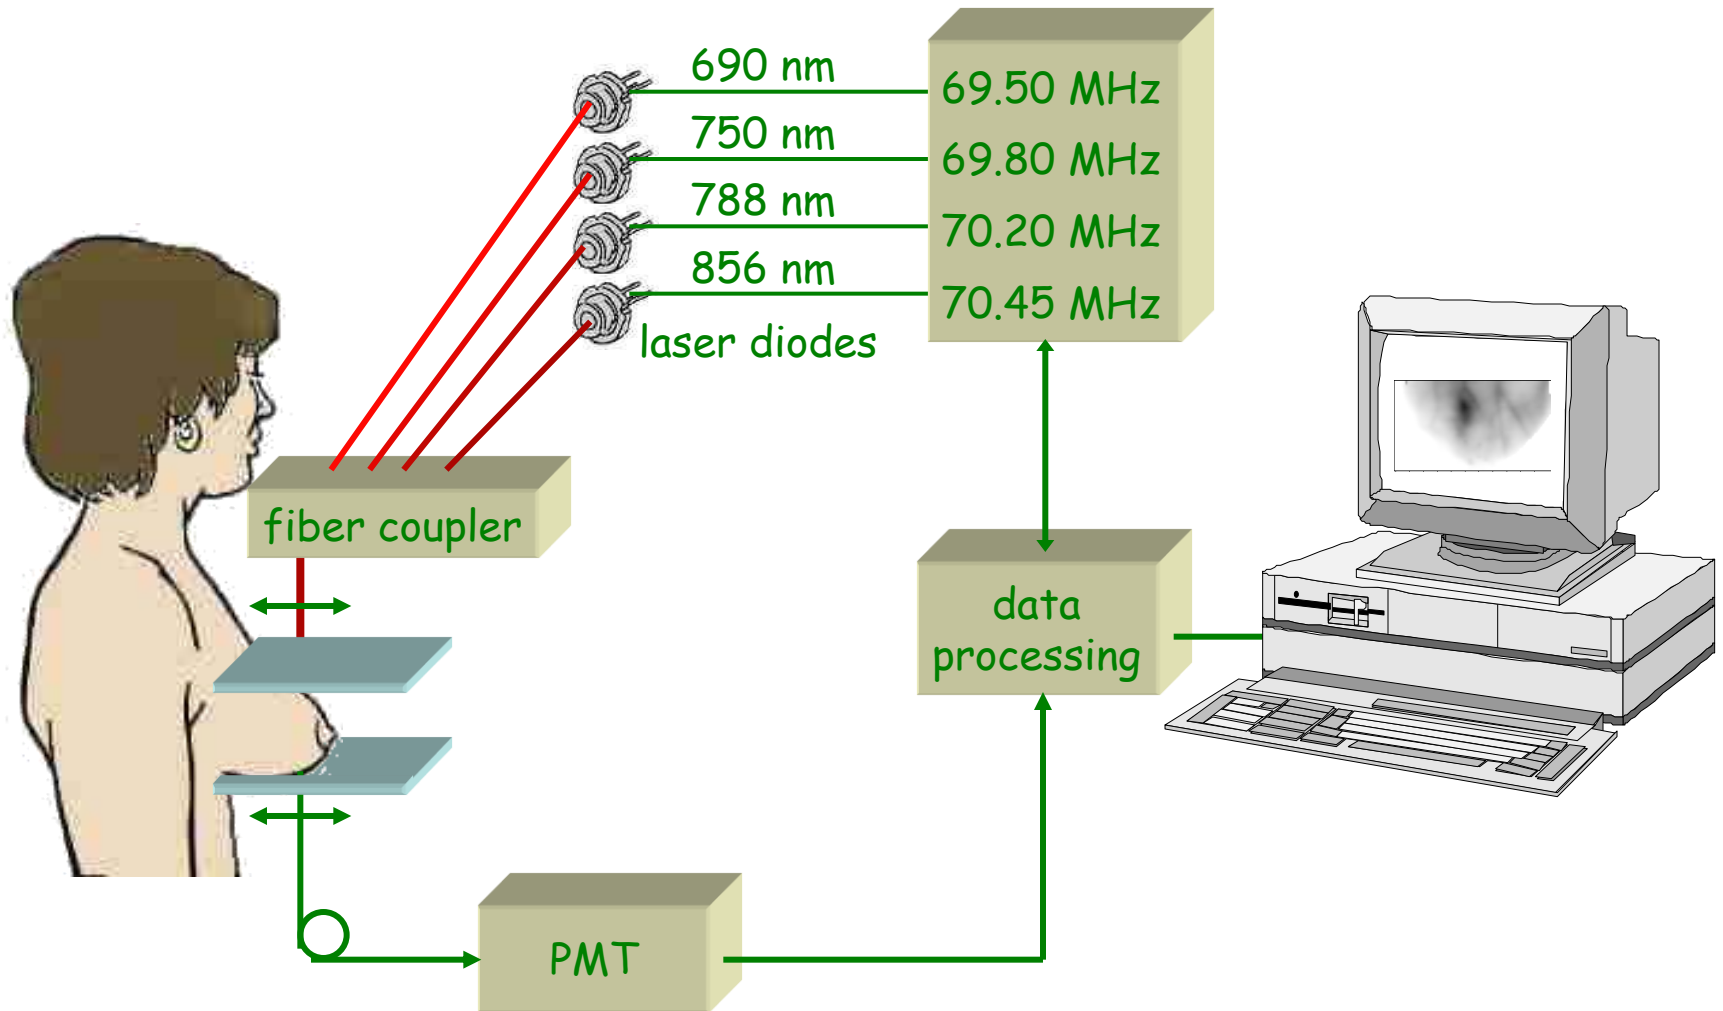 690 nm
69.50 MHz
750 nm
69.80 MHz
788 nm
70.20 MHz
856 nm
70.45 MHz
laser diodes
fiber coupler
data
processing
PMT